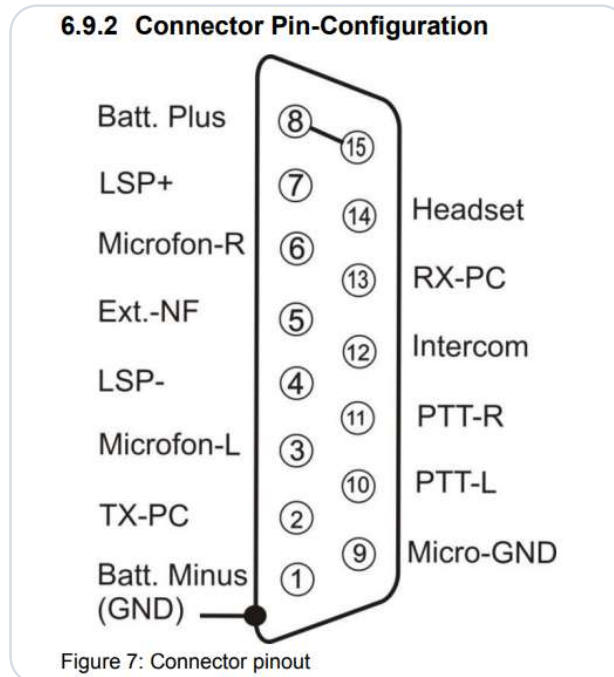 6.9.2 Connector Pin-Configuration
Batt. Plus
8
15
LSP+
7
14
Headset
Microfon-R
6
13
RX-PC
Ext.-NF
5
12
Intercom
LSP-
4
11
PTT-R
Microfon-L
3
10
PTT-L
TX-PC
2
9
Micro-GND
Batt. Minus
(GND)
1
Figure 7: Connector pinout